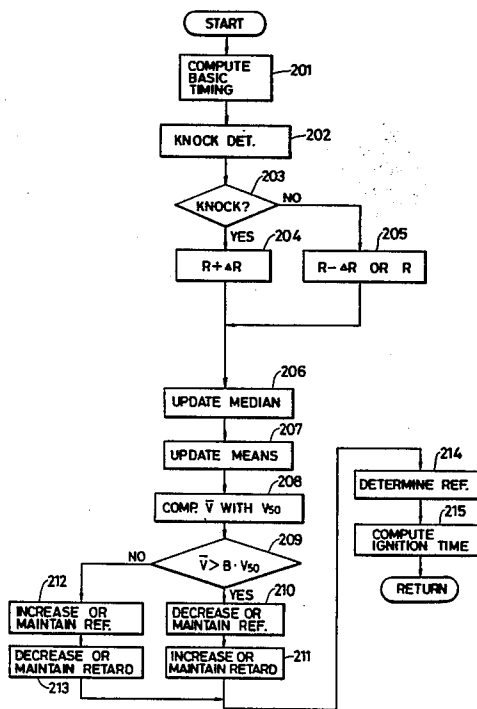 START
COMPUTE
BASIC
TIMING
201
KNOCK DET.
202
203
KNOCK?
NO
YES
204
205
R+ΔR
R-ΔR OR R
206
UPDATE MEDIAN
207
UPDATE MEANS
208
COMP. V̄ WITH V50
209
V̄ > B · V50
NO
YES
212
210
INCREASE OR
MAINTAIN REF.
DECREASE OR
MAINTAIN REF.
DECREASE OR
MAINTAIN RETARD
INCREASE OR
MAINTAIN RETARD
213
211
214
DETERMINE REF.
215
COMPUTE
IGNITION TIME
RETURN